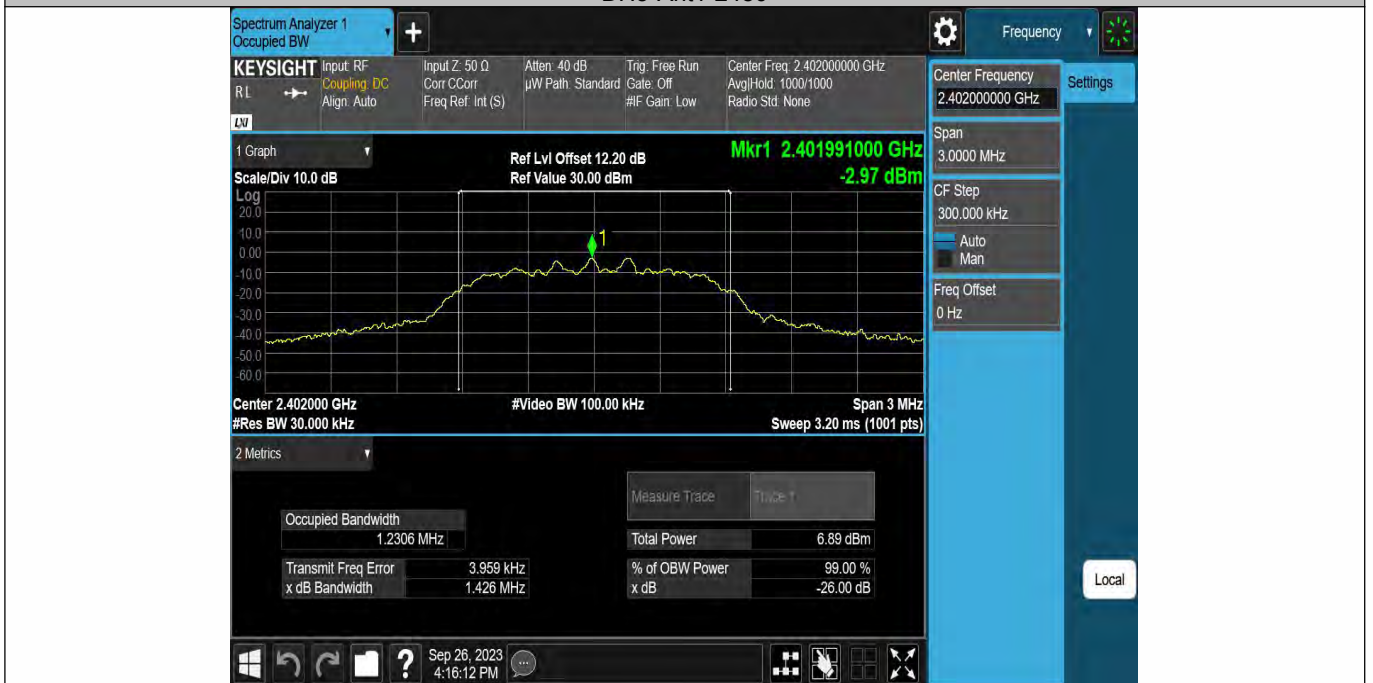 Spectrum Analyzer 1
Occupied BW
+
Frequency
KEYSIGHT
RL
LXI
Input: RF
Coupling: DC
Align: Auto
Input Z: 50 Ω
Corr CCorr
Freq Ref: Int (S)
Atten: 40 dB
µW Path: Standard
Trig: Free Run
Gate: Off
#IF Gain: Low
Center Freq: 2.402000000 GHz
Avg|Hold: 1000/1000
Radio Std: None
Center Frequency
2.402000000 GHz
Settings
Span
3.0000 MHz
CF Step
300.000 kHz
Auto
Man
Freq Offset
0 Hz
1 Graph
Scale/Div 10.0 dB
Ref Lvl Offset 12.20 dB
Ref Value 30.00 dBm
Mkr1 2.401991000 GHz
-2.97 dBm
Log
20.0
10.0
0.00
-10.0
-20.0
-30.0
-40.0
-50.0
-60.0
1
Center 2.402000 GHz
#Res BW 30.000 kHz
#Video BW 100.00 kHz
Span 3 MHz
Sweep 3.20 ms (1001 pts)
2 Metrics
Measure Trace Trace 1
Occupied Bandwidth
1.2306 MHz
Total Power 6.89 dBm
Transmit Freq Error 3.959 kHz
% of OBW Power 99.00 %
x dB Bandwidth 1.426 MHz
x dB -26.00 dB
Local
?
Sep 26, 2023
4:16:12 PM